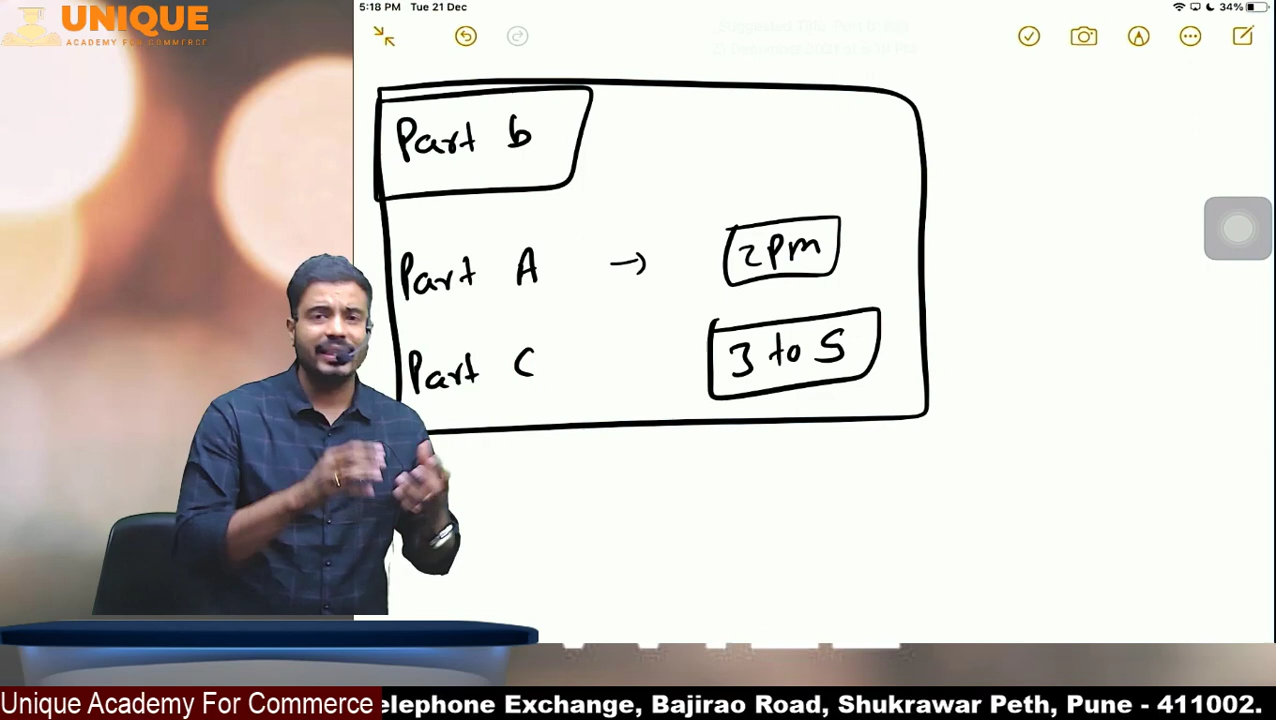 UNIQUE
ACADEMY FOR COMMERCE
5:18 PM Tue 21 Dec
34%
Part b
Part A → 2pm
Part C 3 to 5
Unique Academy For Commerce
elephone Exchange, Bajirao Road, Shukrawar Peth, Pune - 411002.